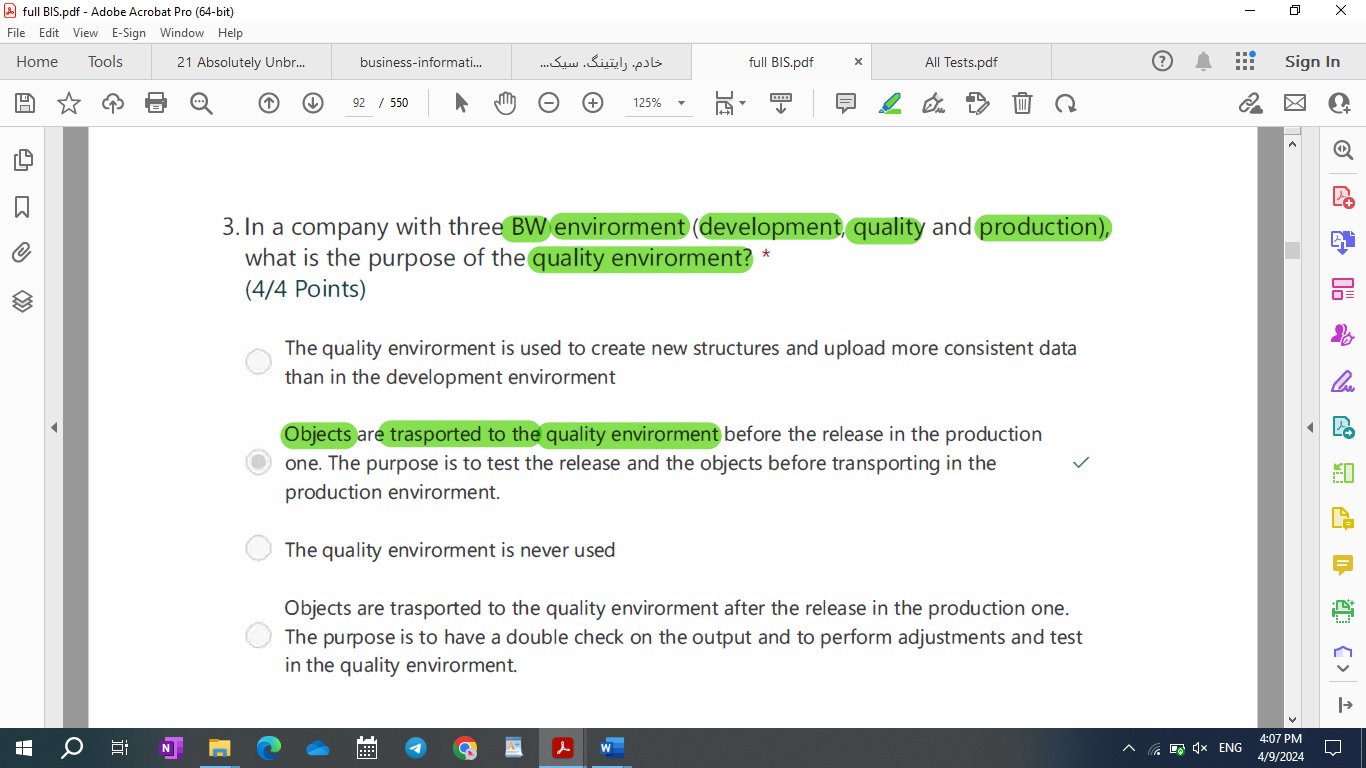 full BIS.pdf - Adobe Acrobat Pro (64-bit)
File Edit View E-Sign Window Help
Home Tools 21 Absolutely Unbr... business-informati... خادم. رایتینگ. سیک... full BIS.pdf × All Tests.pdf Sign In
92 / 550 125%
3. In a company with three BW envirorment (development, quality and production),
what is the purpose of the quality envirorment? *
(4/4 Points)
The quality envirorment is used to create new structures and upload more consistent data
than in the development envirorment
Objects are trasported to the quality envirorment before the release in the production
one. The purpose is to test the release and the objects before transporting in the
production envirorment.
The quality envirorment is never used
Objects are trasported to the quality envirorment after the release in the production one.
The purpose is to have a double check on the output and to perform adjustments and test
in the quality envirorment.
ENG
4:07 PM
4/9/2024